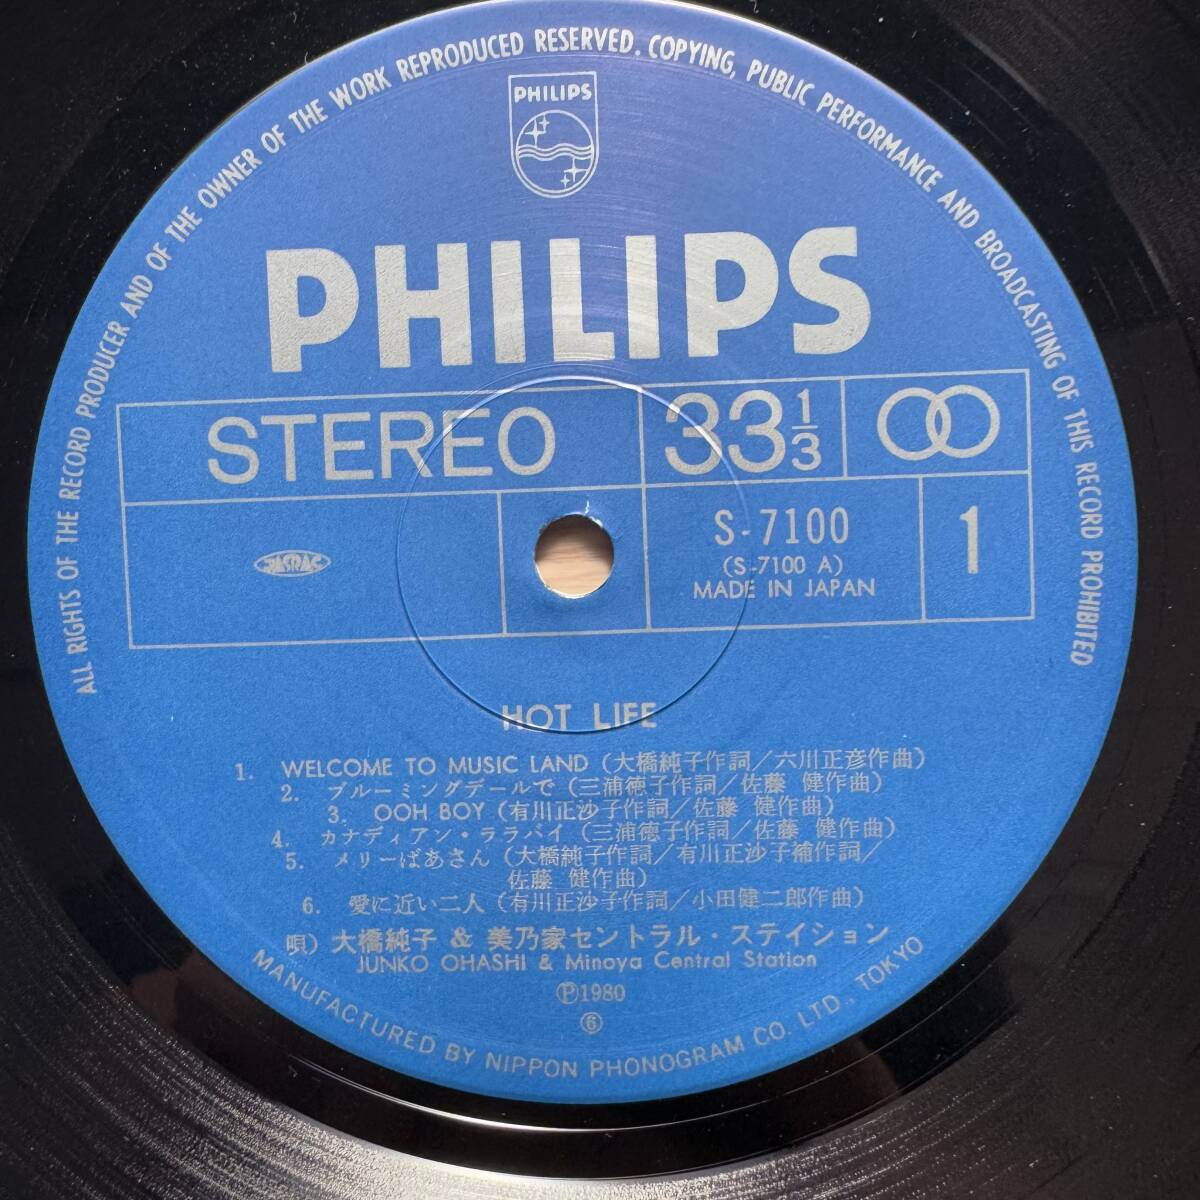 ALL RIGHTS OF THE RECORD PRODUCER AND OF THE OWNER OF THE WORK REPRODUCED RESERVED. COPYING, PUBLIC PERFORMANCE AND BROADCASTING OF THIS RECORD PROHIBITED
PHILIPS
PHILIPS
STEREO
33 1/3
JASRAC
S-7100
(S-7100 A)
MADE IN JAPAN
1
HOT LIFE
1. WELCOME TO MUSIC LAND (大橋純子作詞/六川正彦作曲)
2. ブルーミングデールで (三浦徳子作詞/佐藤 健作曲)
3. OOH BOY (有川正沙子作詞/佐藤 健作曲)
4. カナディアン・ララバイ (三浦徳子作詞/佐藤 健作曲)
5. メリーばあさん (大橋純子作詞/有川正沙子補作詞/
佐藤 健作曲)
6. 愛に近い二人 (有川正沙子作詞/小田健二郎作曲)
唄) 大橋純子 & 美乃家セントラル・ステイション
JUNKO OHASHI & Minoya Central Station
Ⓟ1980
⑥
MANUFACTURED BY NIPPON PHONOGRAM CO. LTD., TOKYO